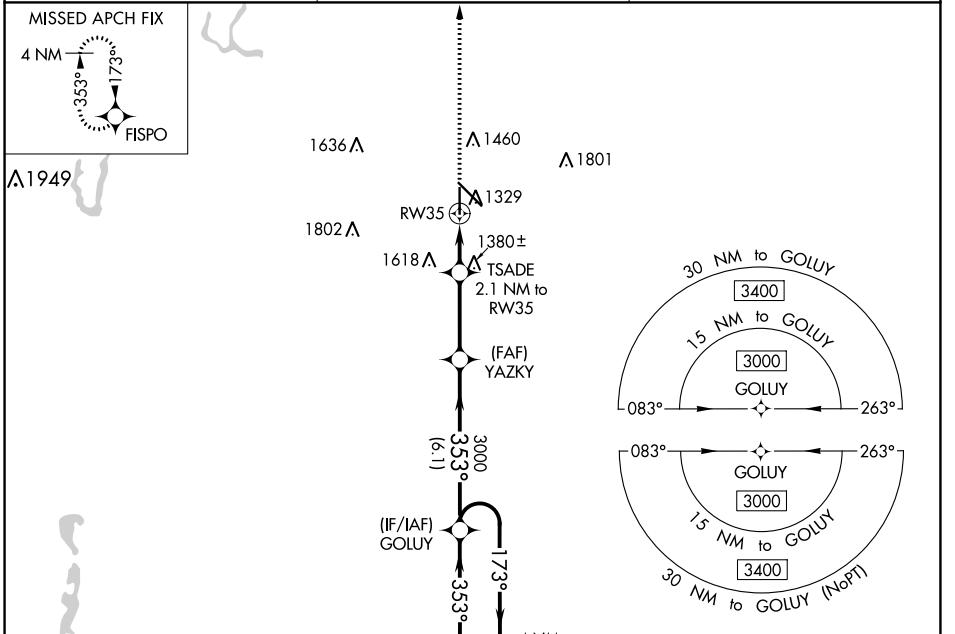 MISSED APCH FIX
4 NM
353°
173°
FISPO
1949
1636
1460
1801
1329
RW35
1802
1380±
1618
TSADE
2.1 NM to
RW35
(FAF)
YAZKY
353°
3000
(6.1)
(IF/IAF)
GOLUY
173°
353°
30 NM to GOLUY
3400
15 NM to GOLUY
3000
GOLUY
083°
263°
083°
263°
GOLUY
3000
15 NM to GOLUY
3400
30 NM to GOLUY (NoPT)